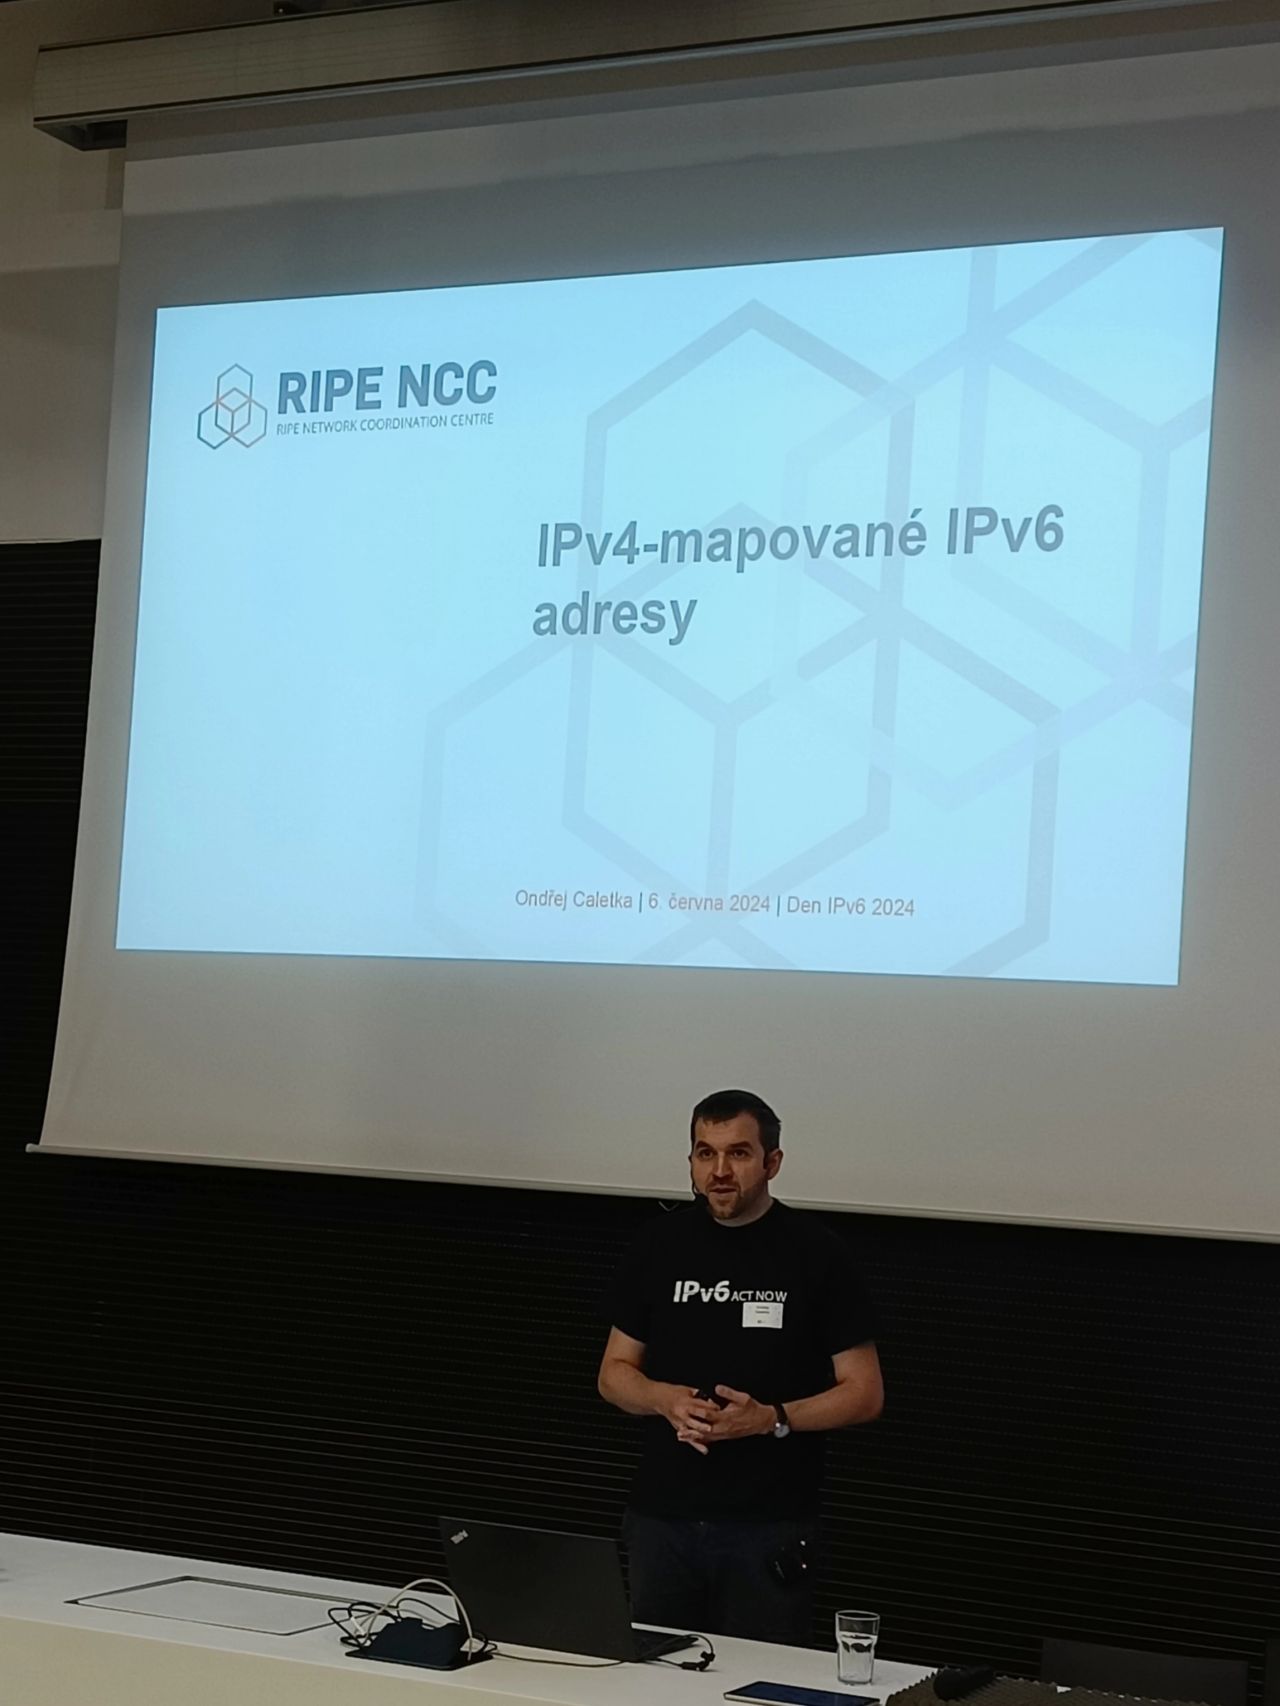 RIPE NCC
RIPE NETWORK COORDINATION CENTRE
IPv4-mapované IPv6
adresy
Ondřej Caletka | 6. června 2024 | Den IPv6 2024
IPv6 ACT NOW
ThinkPad